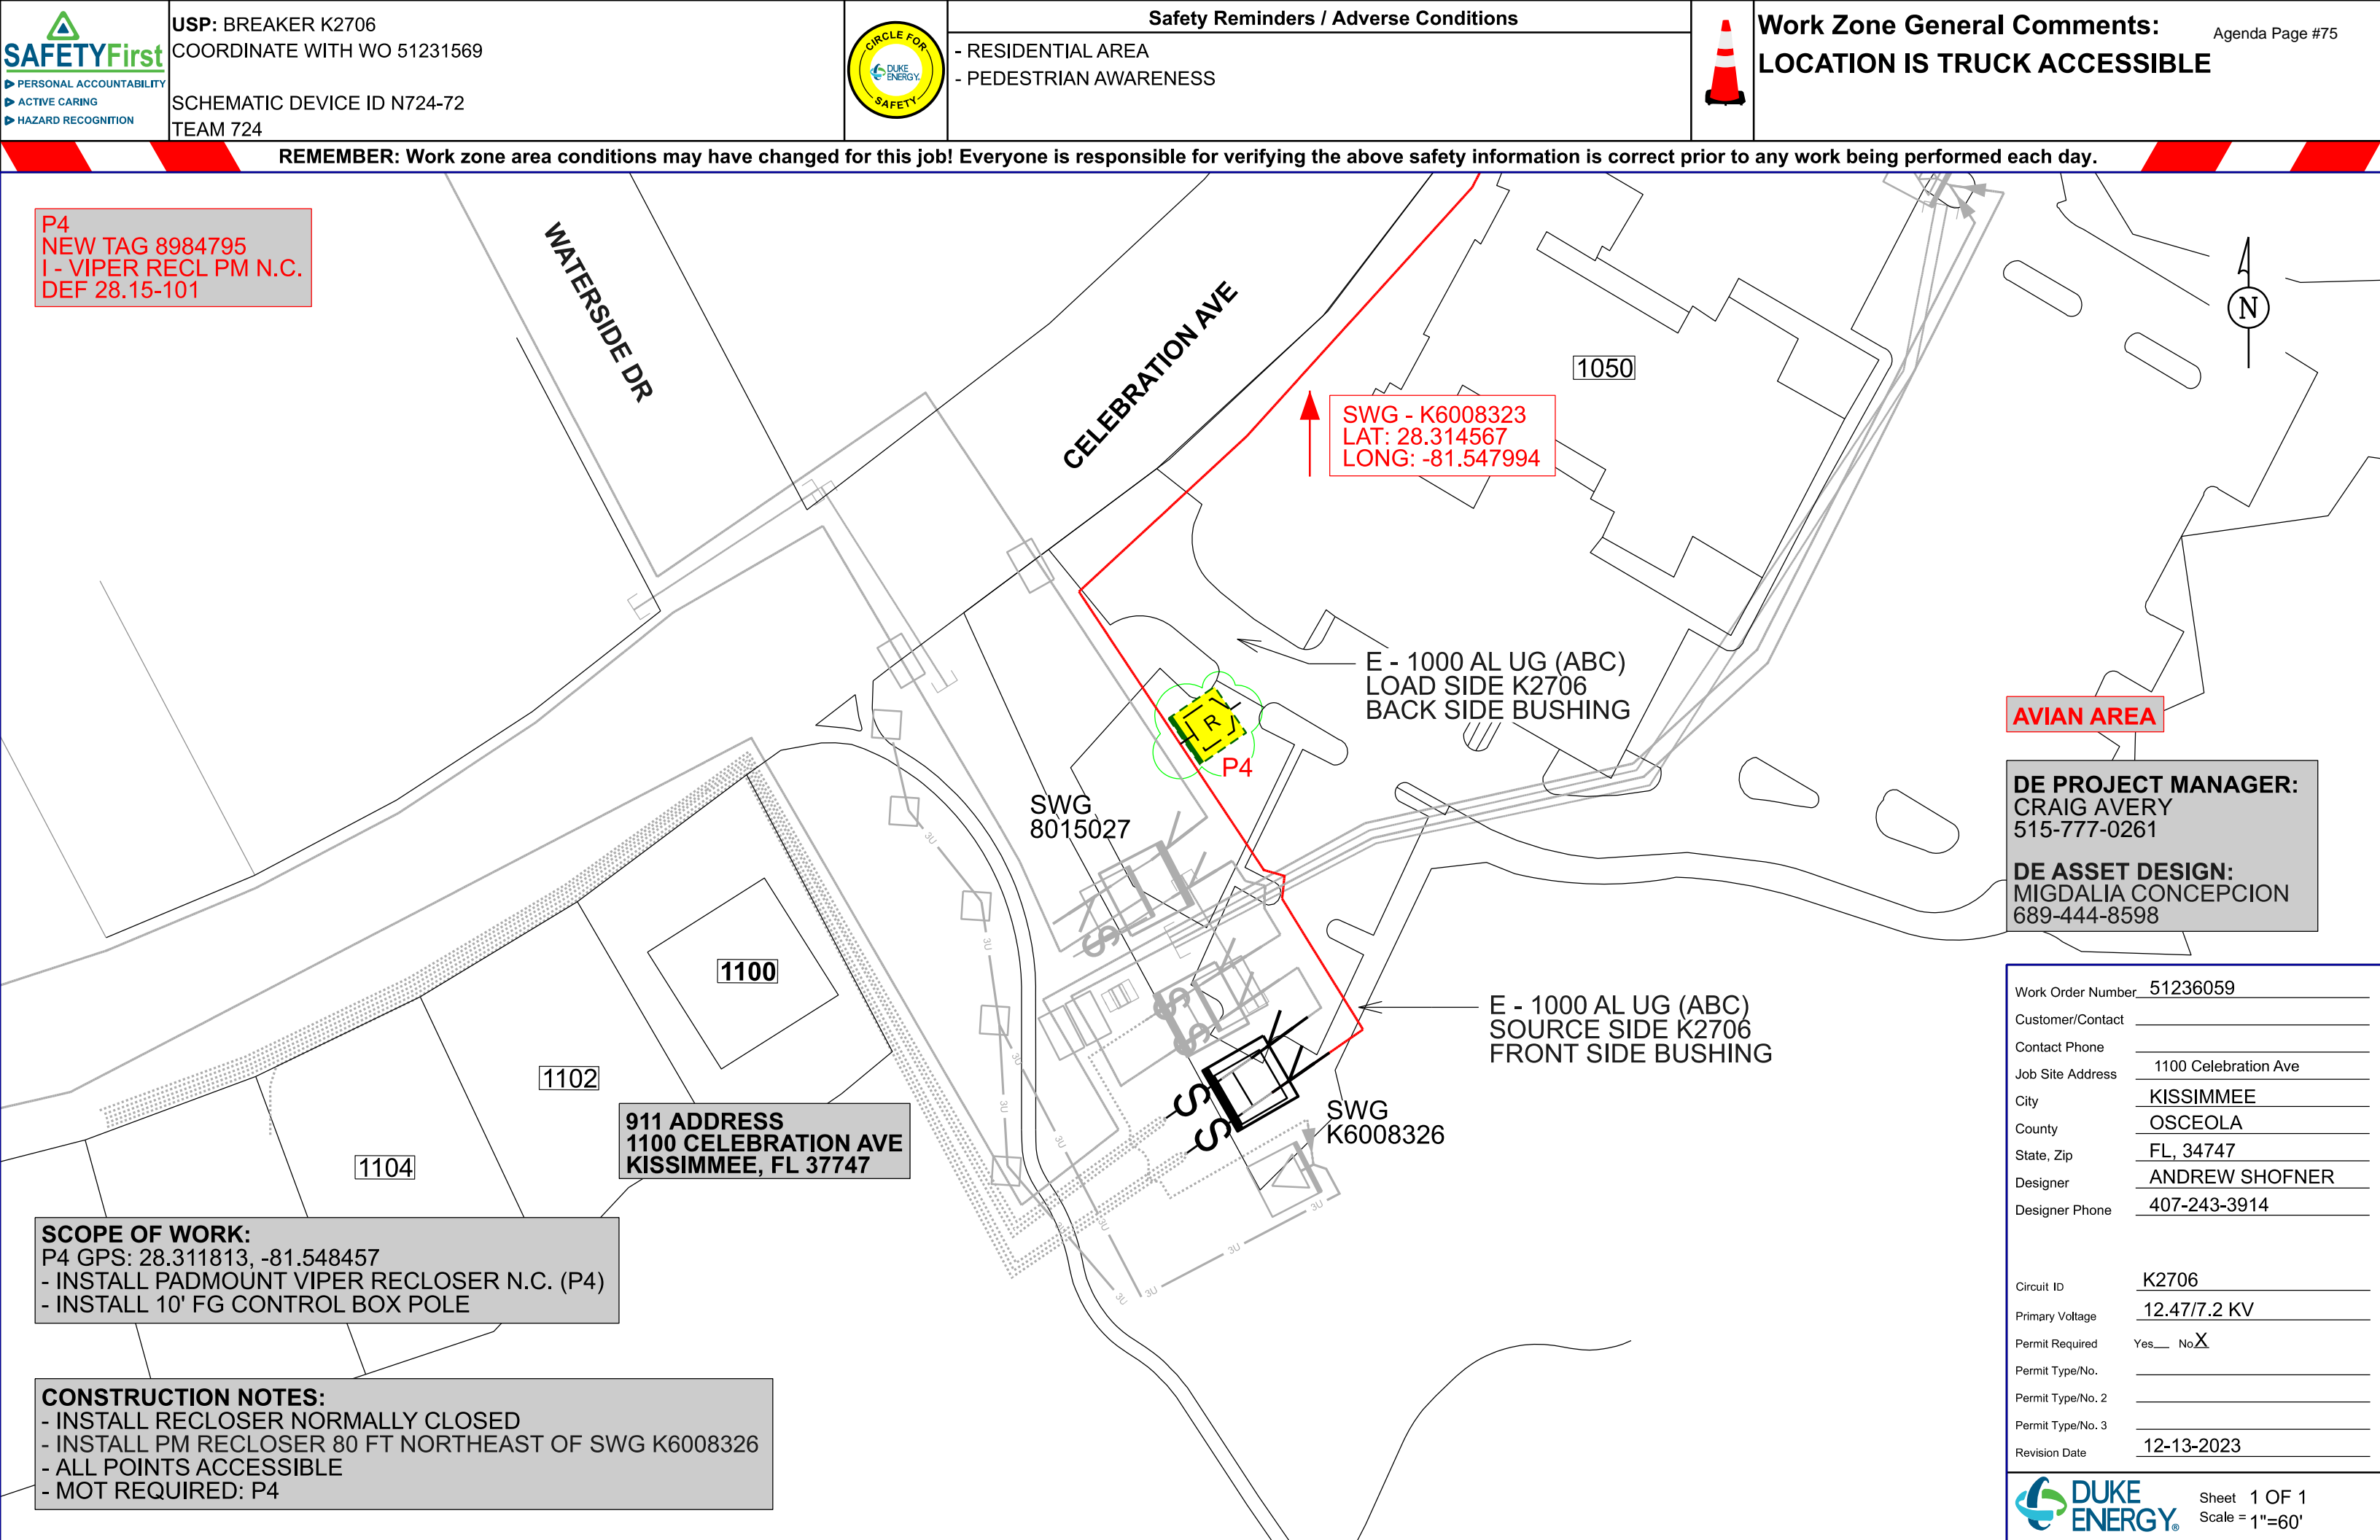 SAFETYFirst
PERSONAL ACCOUNTABILITY
ACTIVE CARING
HAZARD RECOGNITION
USP: BREAKER K2706
COORDINATE WITH WO 51231569
SCHEMATIC DEVICE ID N724-72
TEAM 724
CIRCLE FOR
DUKE
ENERGY.
SAFETY
Safety Reminders / Adverse Conditions
- RESIDENTIAL AREA
- PEDESTRIAN AWARENESS
Work Zone General Comments:
Agenda Page #75
LOCATION IS TRUCK ACCESSIBLE
REMEMBER: Work zone area conditions may have changed for this job! Everyone is responsible for verifying the above safety information is correct prior to any work being performed each day.
P4
NEW TAG 8984795
I - VIPER RECL PM N.C.
DEF 28.15-101
WATERSIDE DR
CELEBRATION AVE
1050
N
SWG - K6008323
LAT: 28.314567
LONG: -81.547994
E - 1000 AL UG (ABC)
LOAD SIDE K2706
BACK SIDE BUSHING
R
P4
SWG
8015027
AVIAN AREA
DE PROJECT MANAGER:
CRAIG AVERY
515-777-0261
DE ASSET DESIGN:
MIGDALIA CONCEPCION
689-444-8598
3U
3U
S
S
S
3U
3U
3U
3U
3U
3U
3U
3U
3U
3U
1100
E - 1000 AL UG (ABC)
SOURCE SIDE K2706
FRONT SIDE BUSHING
S
S
SWG
K6008326
1102
1104
911 ADDRESS
1100 CELEBRATION AVE
KISSIMMEE, FL 37747
SCOPE OF WORK:
P4 GPS: 28.311813, -81.548457
- INSTALL PADMOUNT VIPER RECLOSER N.C. (P4)
- INSTALL 10' FG CONTROL BOX POLE
CONSTRUCTION NOTES:
- INSTALL RECLOSER NORMALLY CLOSED
- INSTALL PM RECLOSER 80 FT NORTHEAST OF SWG K6008326
- ALL POINTS ACCESSIBLE
- MOT REQUIRED: P4
Work Order Number 51236059
Customer/Contact
Contact Phone
Job Site Address 1100 Celebration Ave
City KISSIMMEE
County OSCEOLA
State, Zip FL, 34747
Designer ANDREW SHOFNER
Designer Phone 407-243-3914
Circuit ID K2706
Primary Voltage 12.47/7.2 KV
Permit Required Yes__ No X
Permit Type/No.
Permit Type/No. 2
Permit Type/No. 3
Revision Date 12-13-2023
DUKE
ENERGY®
Sheet 1 OF 1
Scale = 1"=60'